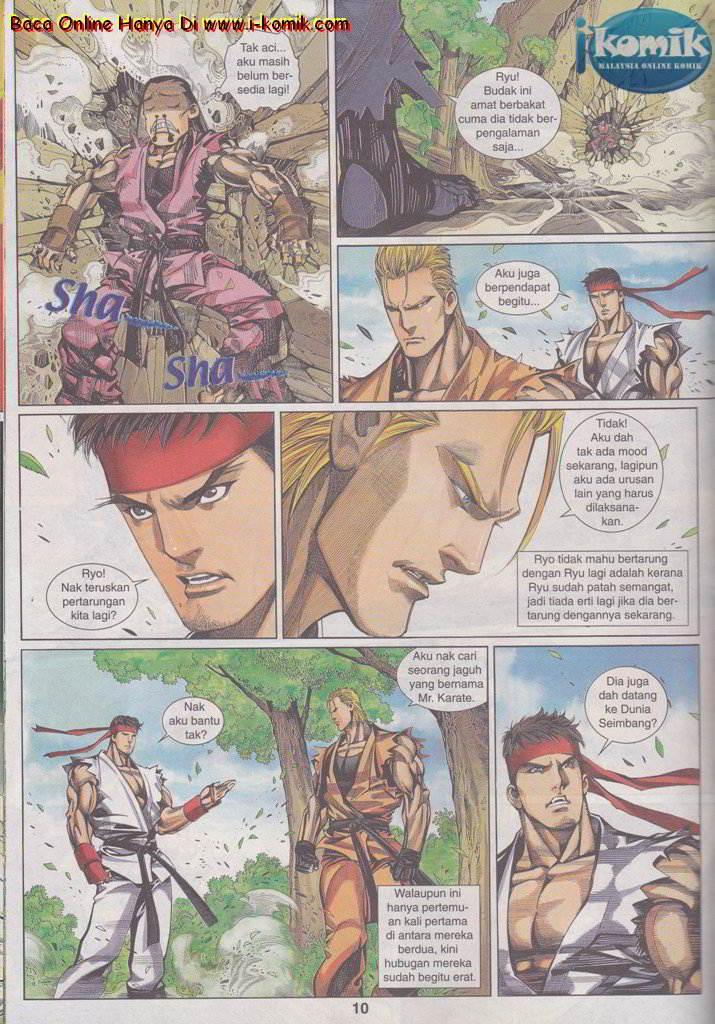 Baca Online Hanya Di www.i-komik.com
ikomik
MALAYSIA ONLINE KOMIK
Tak aci...
aku masih
belum ber-
sedia lagi!
Sha
Sha
Ryu!
Budak ini
amat berbakat
cuma dia tidak ber-
pengalaman
saja...
Aku juga
berpendapat
begitu...
Ryo!
Nak teruskan
pertarungan
kita lagi?
Tidak!
Aku dah
tak ada mood
sekarang, lagipun
aku ada urusan
lain yang harus
dilaksana-
kan.
Ryo tidak mahu bertarung
dengan Ryu lagi adalah kerana
Ryu sudah patah semangat,
jadi tiada erti lagi jika dia ber-
tarung dengannya sekarang.
Nak
aku bantu
tak?
Aku nak cari
seorang jaguh
yang bernama
Mr. Karate.
Walaupun ini
hanya pertemu-
an kali pertama
di antara mereka
berdua, kini
hubungan mereka
sudah begitu erat.
Dia juga
dah datang
ke Dunia
Seimbang?
10